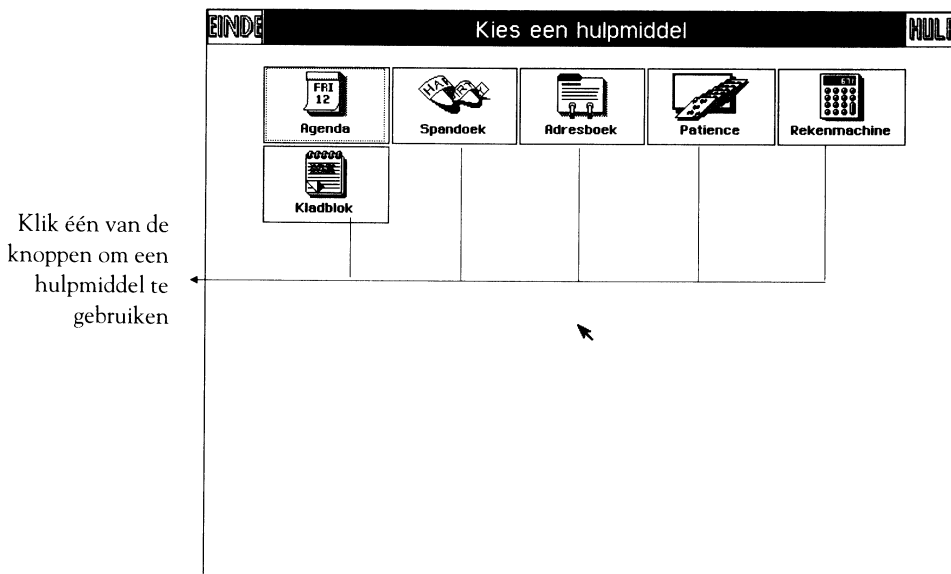 EINDE Kies een hulpmiddel
FRI
12
Agenda Spandoek Adresboek Patience Rekenmachine
Kladblok
Klik één van de
knoppen om een
hulpmiddel te
gebruiken